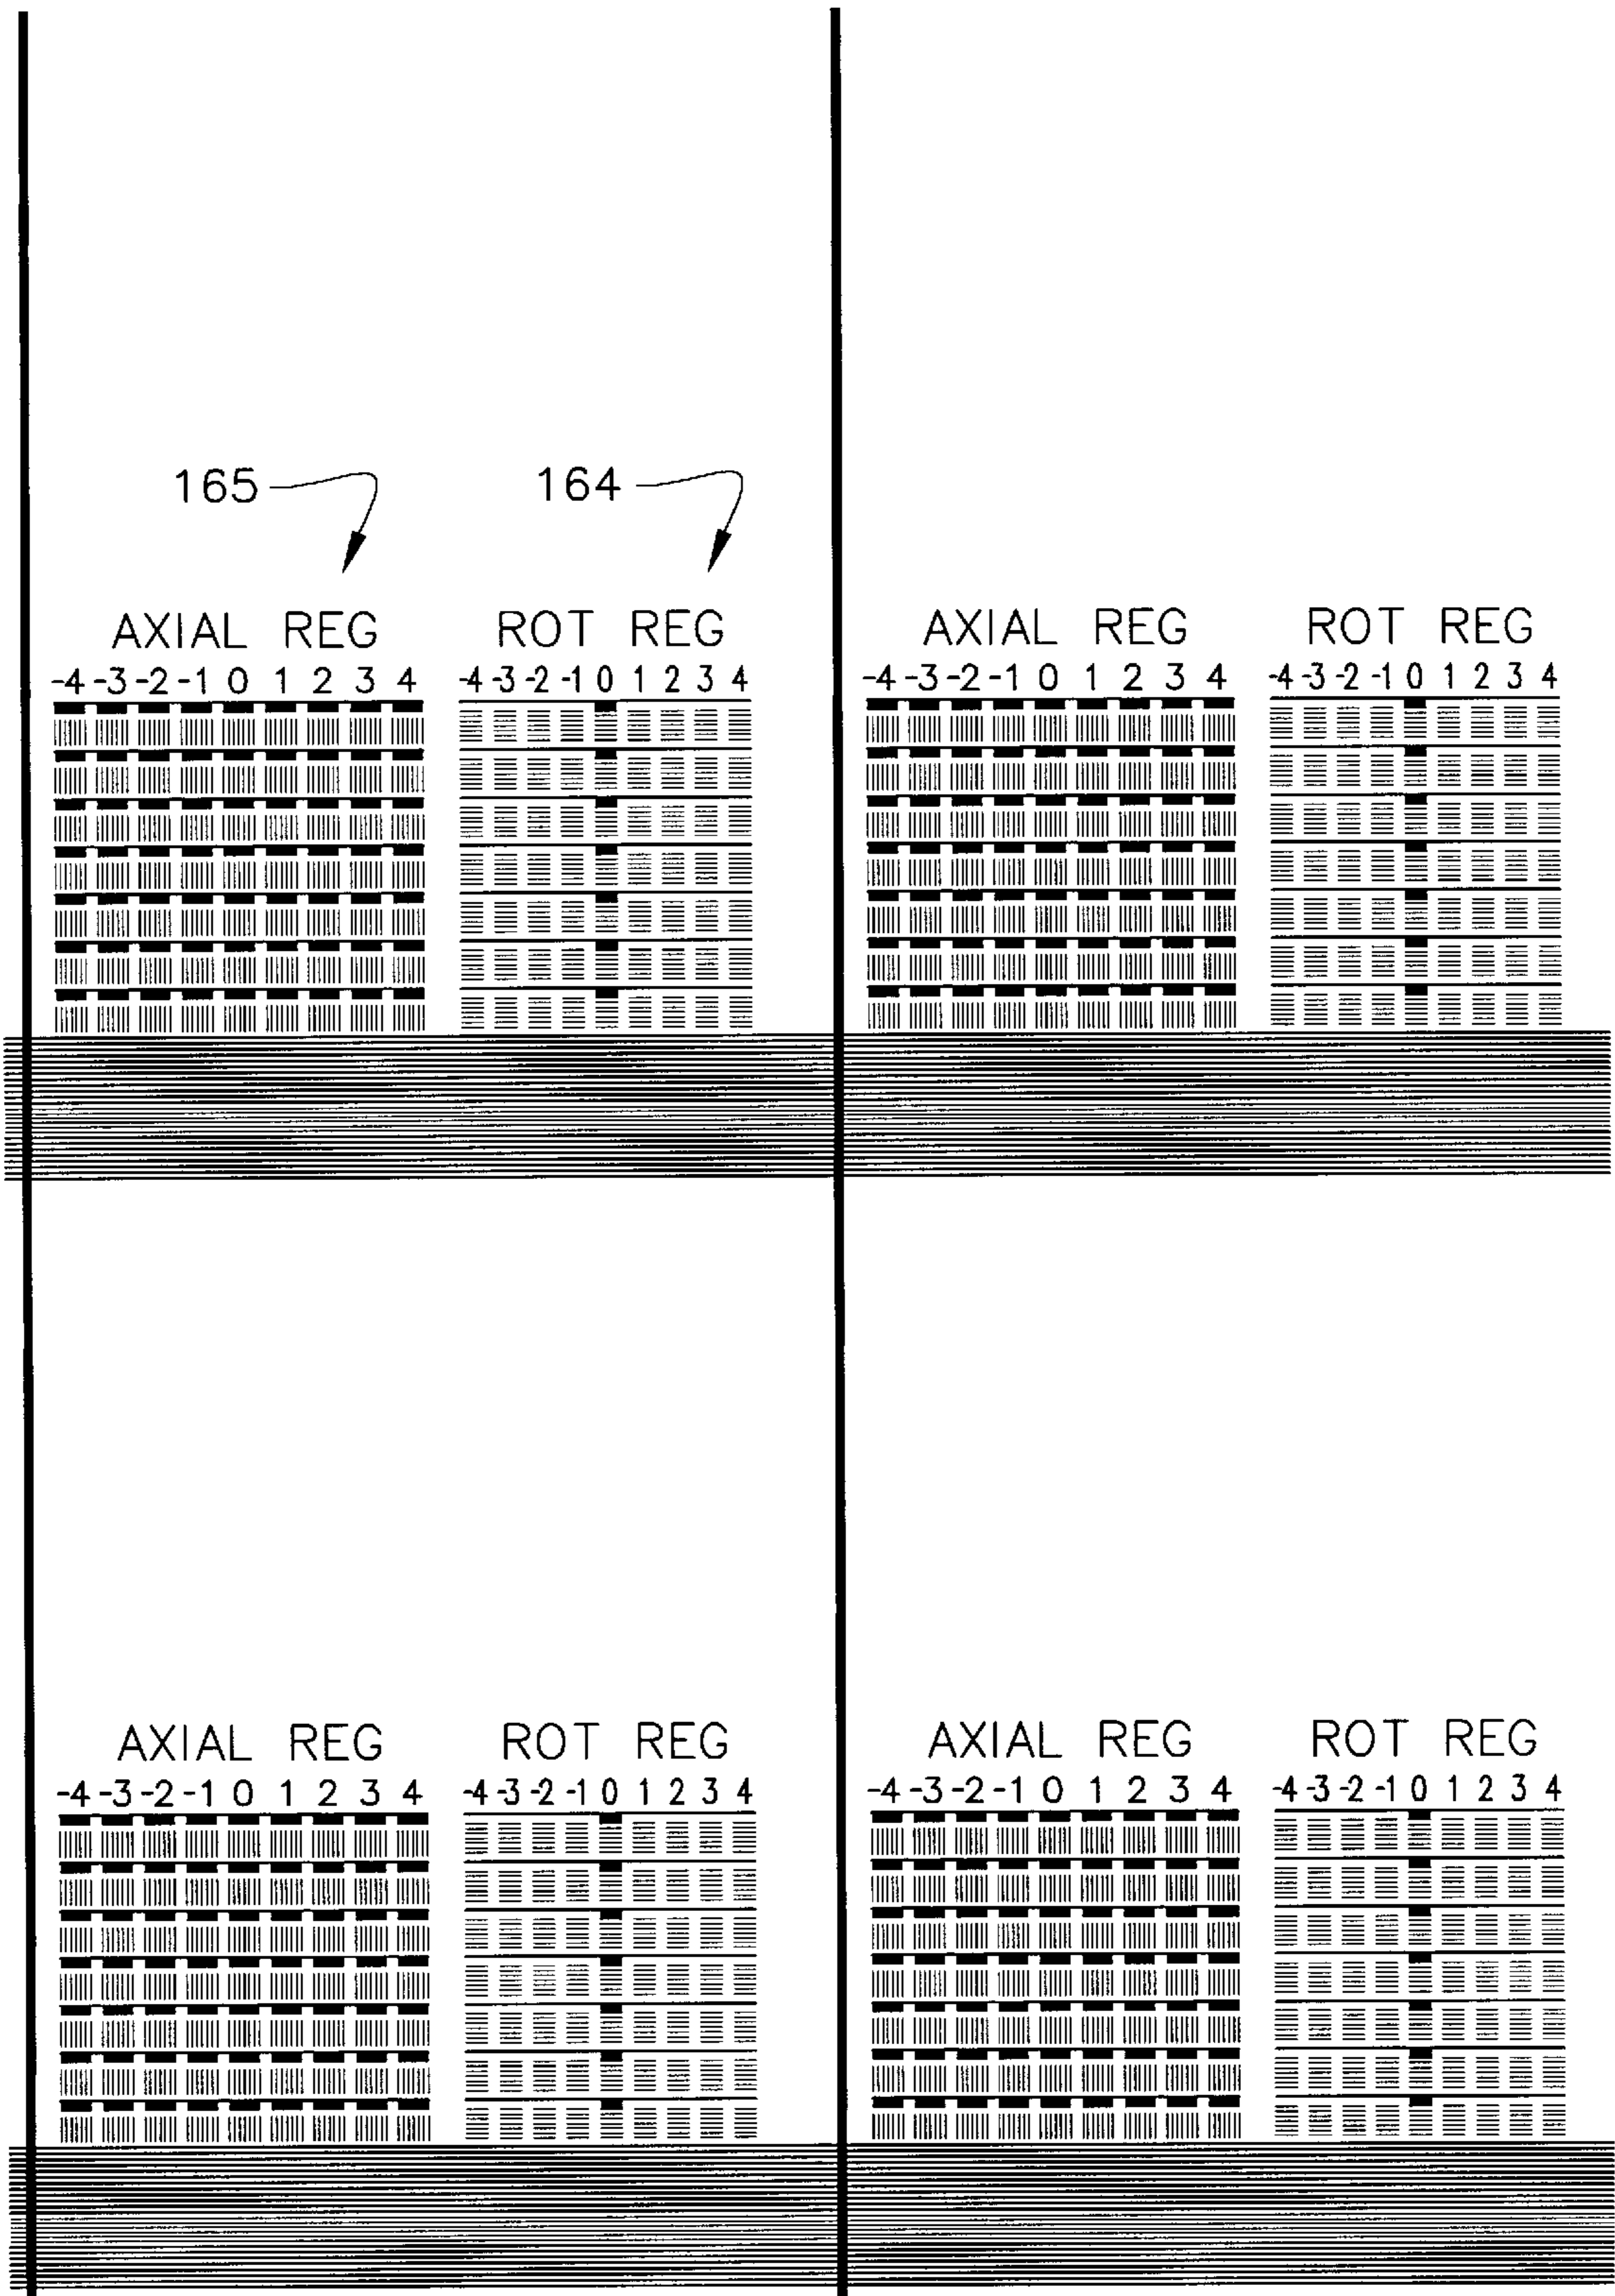 165 164
AXIAL REG ROT REG AXIAL REG ROT REG
-4 -3 -2 -1 0 1 2 3 4 -4 -3 -2 -1 0 1 2 3 4 -4 -3 -2 -1 0 1 2 3 4 -4 -3 -2 -1 0 1 2 3 4
AXIAL REG ROT REG AXIAL REG ROT REG
-4 -3 -2 -1 0 1 2 3 4 -4 -3 -2 -1 0 1 2 3 4 -4 -3 -2 -1 0 1 2 3 4 -4 -3 -2 -1 0 1 2 3 4